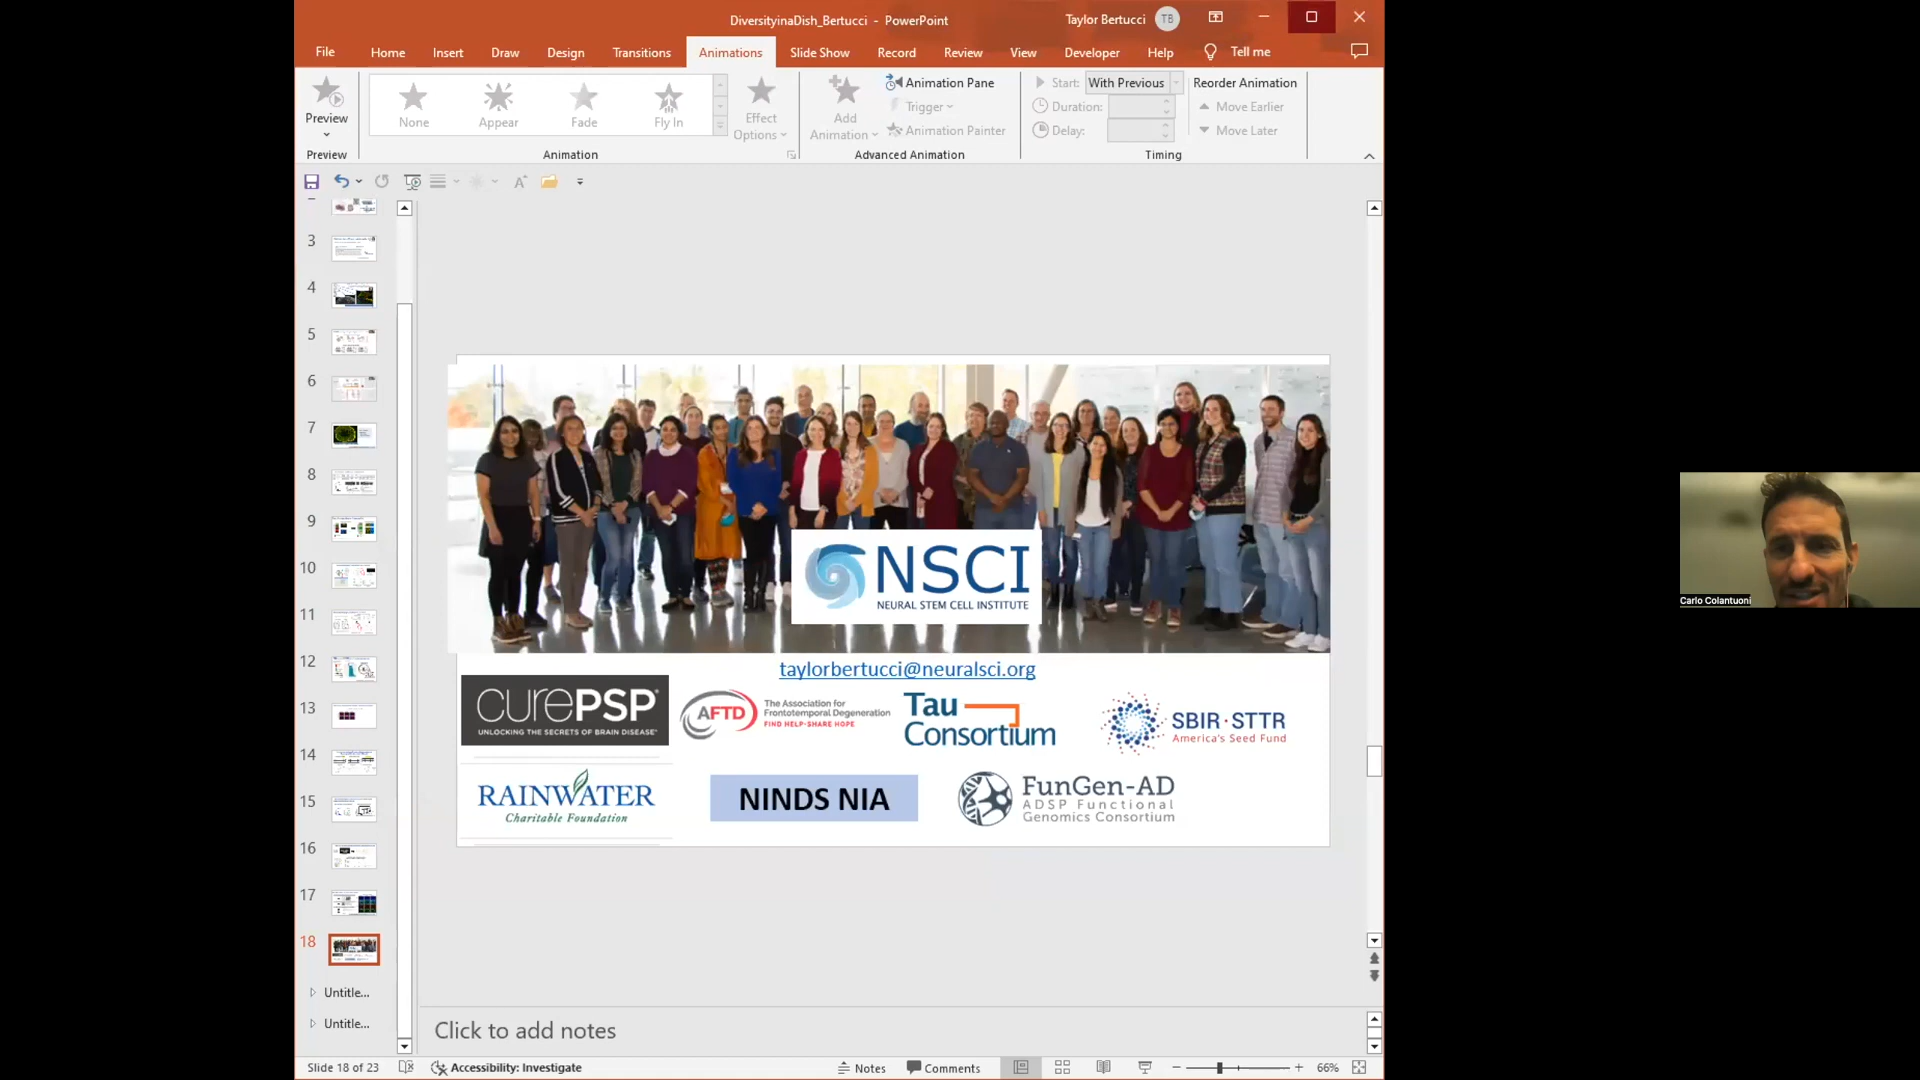 DiversityinaDish_Bertucci - PowerPoint
Taylor Bertucci
TB
File
Home
Insert
Draw
Design
Transitions
Animations
Slide Show
Record
Review
View
Developer
Help
Tell me
Preview
None
Appear
Fade
Fly In
Effect
Options
Add
Animation
Animation Pane
Trigger
Animation Painter
Start:
With Previous
Duration:
Delay:
Reorder Animation
Move Earlier
Move Later
Preview
Animation
Advanced Animation
Timing
3
4
5
6
7
8
9
10
11
12
13
14
15
16
17
18
Untitle...
Untitle...
NSCI
NEURAL STEM CELL INSTITUTE
taylorbertucci@neuralsci.org
curePSP
UNLOCKING THE SECRETS OF BRAIN DISEASE®
AFTD
The Association for
Frontotemporal Degeneration
FIND HELP·SHARE HOPE
Tau
Consortium
SBIR·STTR
America's Seed Fund
RAINWATER
Charitable Foundation
NINDS NIA
FunGen-AD
ADSP Functional
Genomics Consortium
Carlo Colantuoni
Click to add notes
Slide 18 of 23
Accessibility: Investigate
Notes
Comments
66%